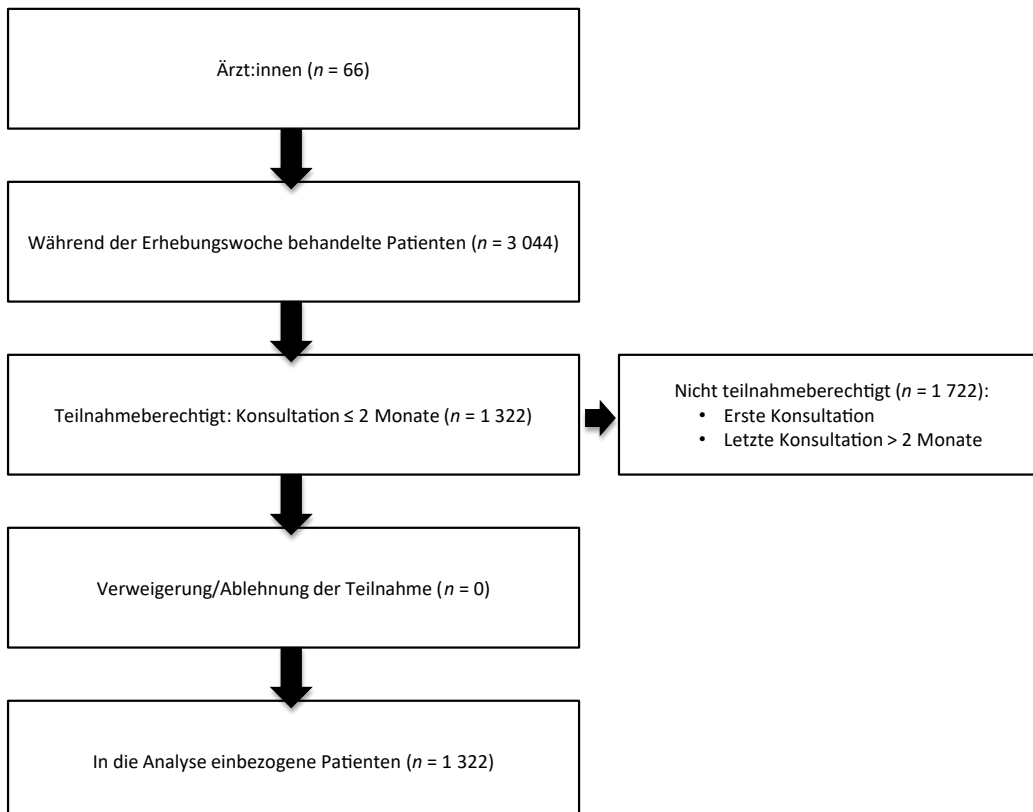 Ärzt:innen (n = 66)
Während der Erhebungswoche behandelte Patienten (n = 3 044)
Teilnahmeberechtigt: Konsultation ≤ 2 Monate (n = 1 322)
Nicht teilnahmeberechtigt (n = 1 722):
• Erste Konsultation
• Letzte Konsultation > 2 Monate
Verweigerung/Ablehnung der Teilnahme (n = 0)
In die Analyse einbezogene Patienten (n = 1 322)